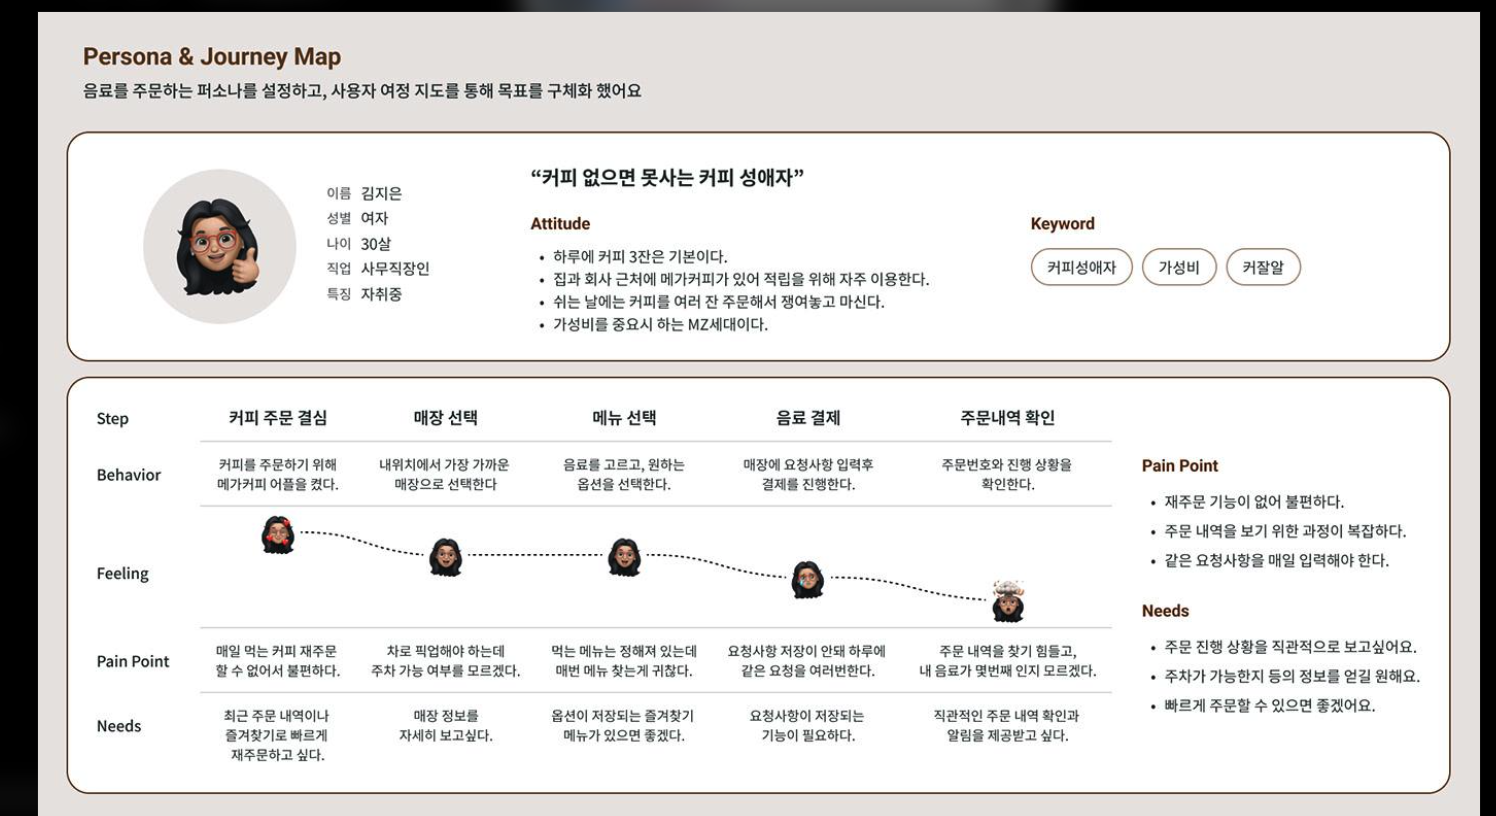 Persona & Journey Map
음료를 주문하는 퍼소나를 설정하고, 사용자 여정 지도를 통해 목표를 구체화 했어요
이름 김지은
성별 여자
나이 30살
직업 사무직장인
특징 자취중
“커피 없으면 못사는 커피 성애자”
Attitude
• 하루에 커피 3잔은 기본이다.
• 집과 회사 근처에 메가커피가 있어 적립을 위해 자주 이용한다.
• 쉬는 날에는 커피를 여러 잔 주문해서 쟁여놓고 마신다.
• 가성비를 중요시 하는 MZ세대이다.
Keyword
커피성애자 가성비 커잘알
Step 커피 주문 결심 매장 선택 메뉴 선택 음료 결제 주문내역 확인
Behavior
커피를 주문하기 위해
메가커피 어플을 켰다.
내위치에서 가장 가까운
매장으로 선택한다
음료를 고르고, 원하는
옵션을 선택한다.
매장에 요청사항 입력후
결제를 진행한다.
주문번호와 진행 상황을
확인한다.
Feeling
Pain Point
매일 먹는 커피 재주문
할 수 없어서 불편하다.
차로 픽업해야 하는데
주차 가능 여부를 모르겠다.
먹는 메뉴는 정해져 있는데
매번 메뉴 찾는게 귀찮다.
요청사항 저장이 안돼 하루에
같은 요청을 여러번한다.
주문 내역을 찾기 힘들고,
내 음료가 몇번째 인지 모르겠다.
Needs
최근 주문 내역이나
즐겨찾기로 빠르게
재주문하고 싶다.
매장 정보를
자세히 보고싶다.
옵션이 저장되는 즐겨찾기
메뉴가 있으면 좋겠다.
요청사항이 저장되는
기능이 필요하다.
직관적인 주문 내역 확인과
알림을 제공받고 싶다.
Pain Point
• 재주문 기능이 없어 불편하다.
• 주문 내역을 보기 위한 과정이 복잡하다.
• 같은 요청사항을 매일 입력해야 한다.
Needs
• 주문 진행 상황을 직관적으로 보고싶어요.
• 주차가 가능한지 등의 정보를 얻길 원해요.
• 빠르게 주문할 수 있으면 좋겠어요.